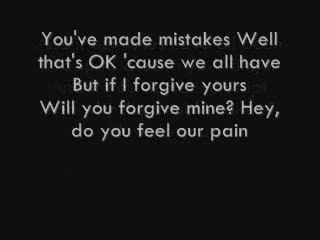 You've made mistakes Well
that's OK 'cause we all have
But if I forgive yours
Will you forgive mine? Hey,
do you feel our pain